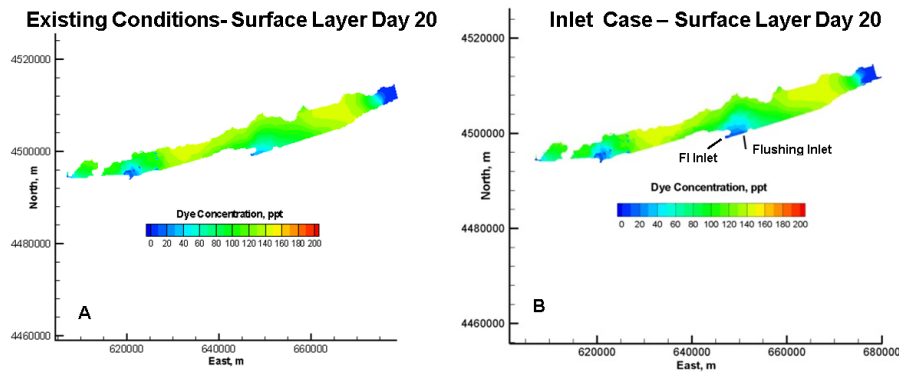 Existing Conditions- Surface Layer Day 20
4520000
4500000
4480000
4460000
North, m
Dye Concentration, ppt
0 20 40 60 80 100 120 140 160 180 200
A
620000 640000 660000
East, m
Inlet Case – Surface Layer Day 20
4520000
4500000
4480000
4460000
North, m
FI Inlet
Flushing Inlet
Dye Concentration, ppt
0 20 40 60 80 100 120 140 160 180 200
B
620000 640000 660000 680000
East, m